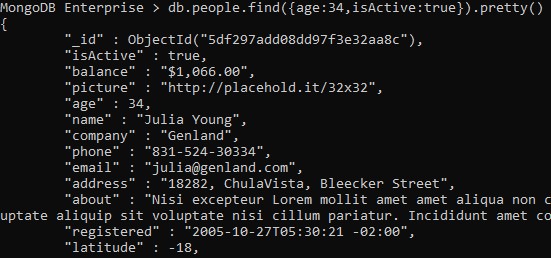 MongoDB Enterprise > db.people.find({age:34,isActive:true}).pretty()
{
"_id" : ObjectId("5df297add08dd97f3e32aa8c"),
"isActive" : true,
"balance" : "$1,066.00",
"picture" : "http://placehold.it/32x32",
"age" : 34,
"name" : "Julia Young",
"company" : "Genland",
"phone" : "831-524-30334",
"email" : "julia@genland.com",
"address" : "18282, ChulaVista, Bleecker Street",
"about" : "Nisi excepteur Lorem mollit amet amet aliqua non c
uptate aliquip sit voluptate nisi cillum pariatur. Incididunt amet co
"registered" : "2005-10-27T05:30:21 -02:00",
"latitude" : -18,